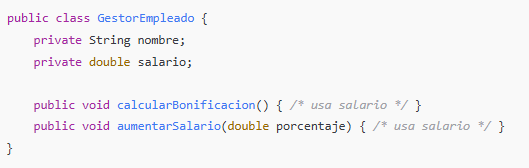 public class GestorEmpleado {
private String nombre;
private double salario;
public void calcularBonificacion() { /* usa salario */ }
public void aumentarSalario(double porcentaje) { /* usa salario */ }
}